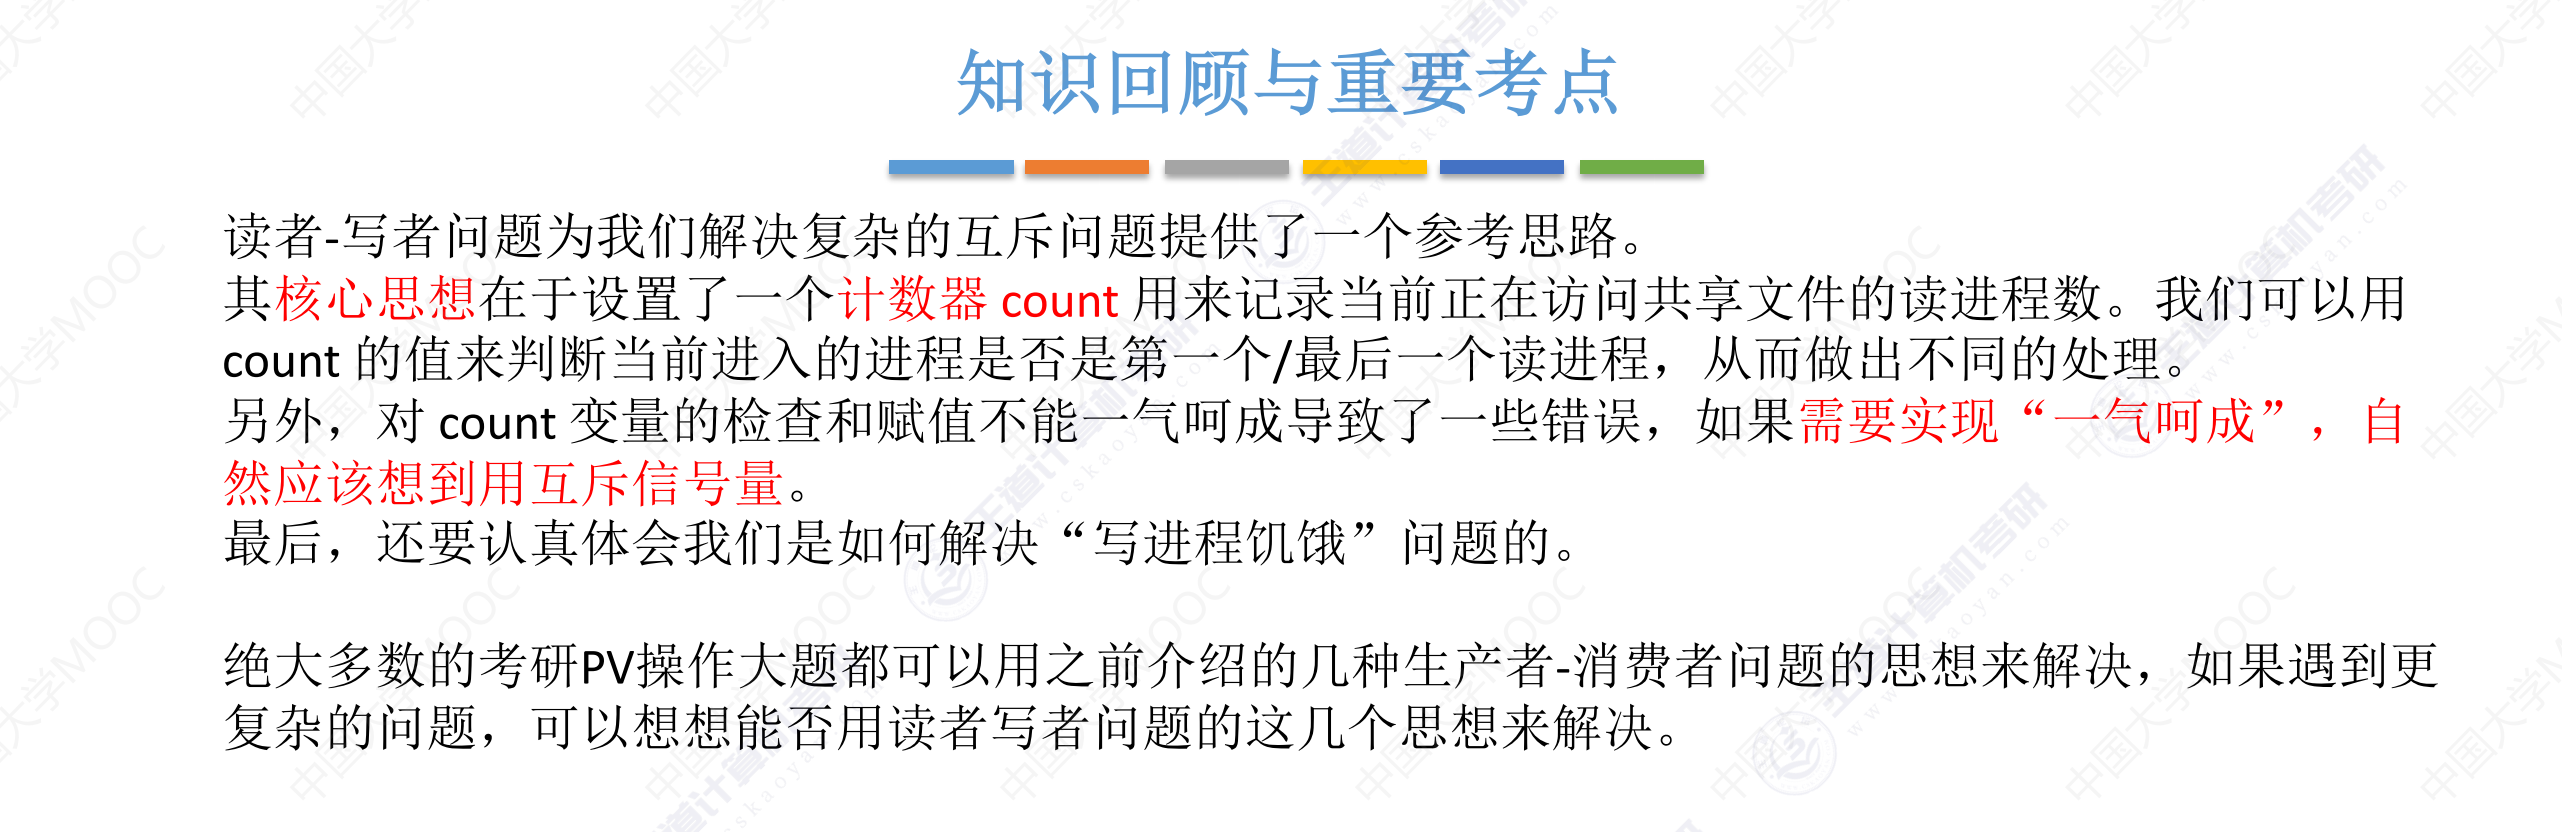 知识回顾与重要考点
读者-写者问题为我们解决复杂的互斥问题提供了一个参考思路。
其核心思想在于设置了一个计数器 count 用来记录当前正在访问共享文件的读进程数。我们可以用
count 的值来判断当前进入的进程是否是第一个/最后一个读进程，从而做出不同的处理。
另外，对 count 变量的检查和赋值不能一气呵成导致了一些错误，如果需要实现“一气呵成”，自
然应该想到用互斥信号量。
最后，还要认真体会我们是如何解决“写进程饥饿”问题的。
绝大多数的考研PV操作大题都可以用之前介绍的几种生产者-消费者问题的思想来解决，如果遇到更
复杂的问题，可以想想能否用读者写者问题的这几个思想来解决。